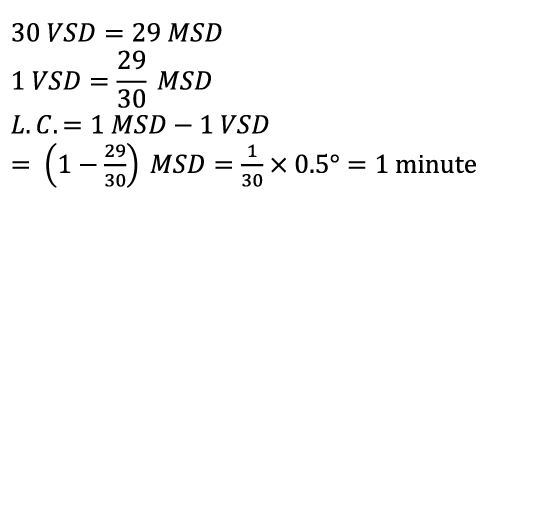 30 VSD = 29 MSD
1 VSD = 29/30 MSD
L. C. = 1 MSD − 1 VSD
= (1 − 29/30) MSD = 1/30 × 0.5° = 1 minute